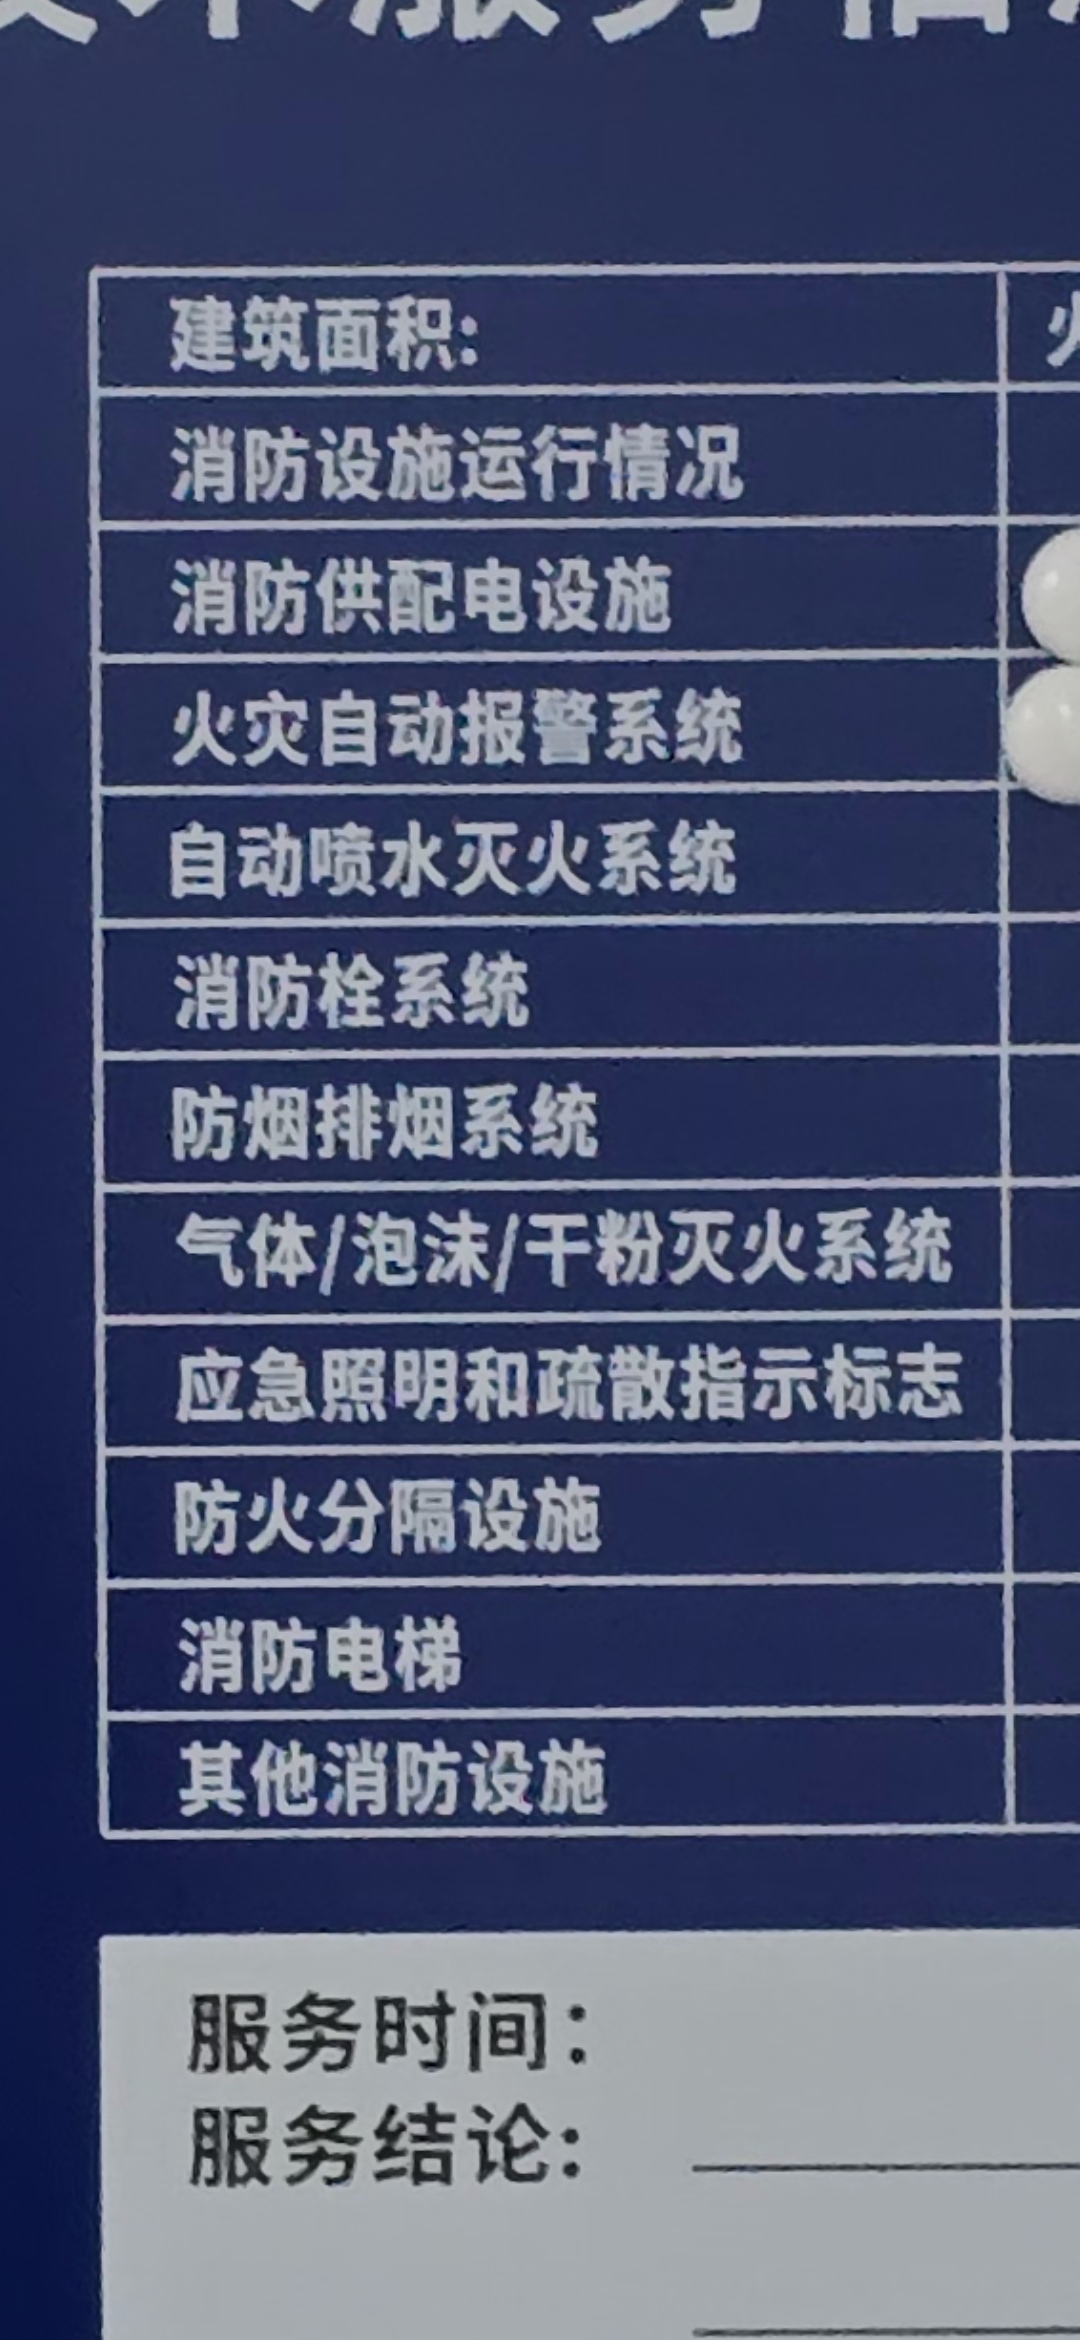 术服务信
建筑面积:
消防设施运行情况
消防供配电设施
火灾自动报警系统
自动喷水灭火系统
消防栓系统
防烟排烟系统
气体/泡沫/干粉灭火系统
应急照明和疏散指示标志
防火分隔设施
消防电梯
其他消防设施
服务时间:
服务结论: